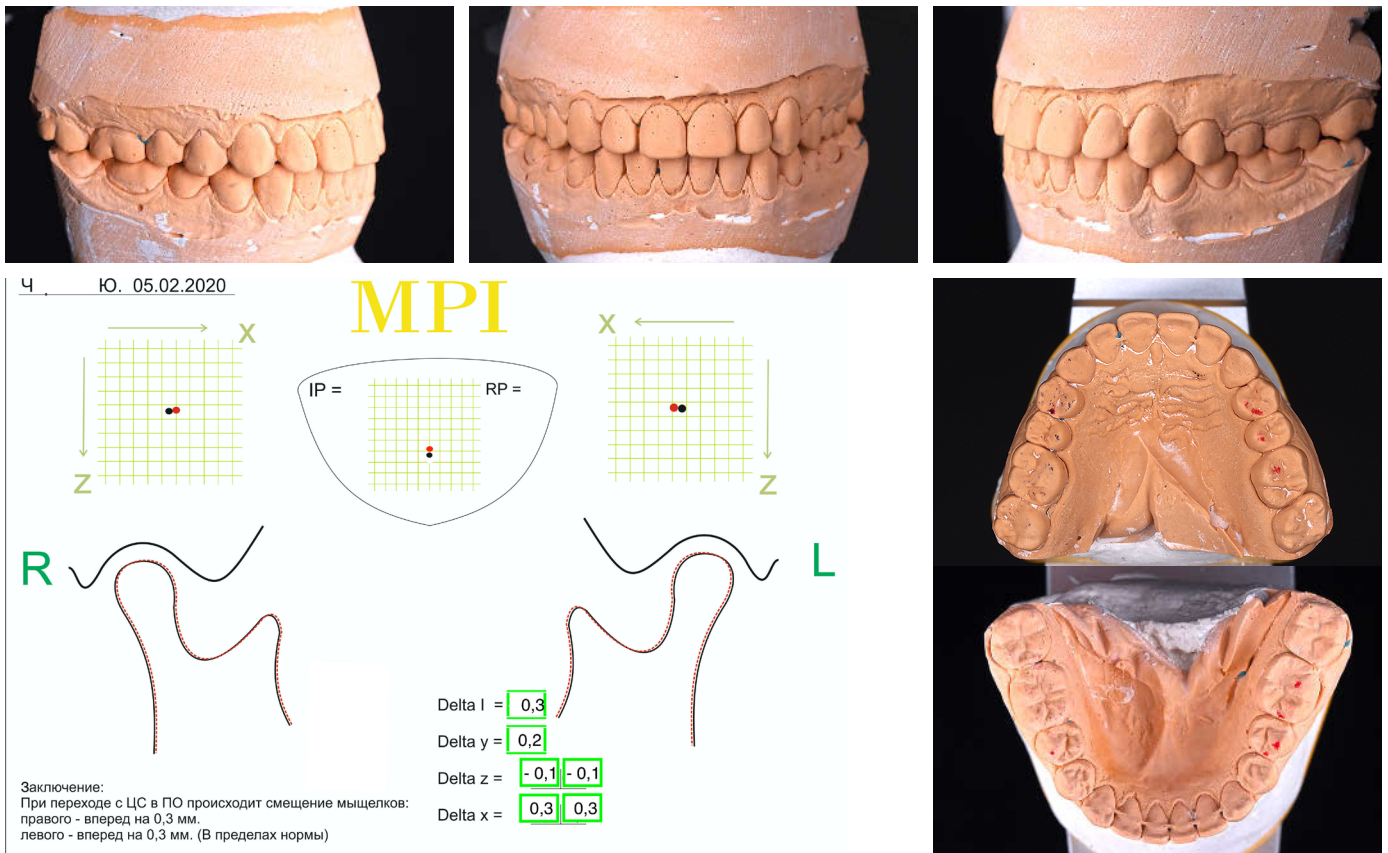 Ч . Ю. 05.02.2020
MPI
X
X
IP =
RP =
Z
Z
R
L
Delta I = 0,3
Delta y = 0,2
Delta z = - 0,1 - 0,1
Delta x = 0,3 0,3
Заключение:
При переходе с ЦС в ПО происходит смещение мыщелков:
правого - вперед на 0,3 мм.
левого - вперед на 0,3 мм. (В пределах нормы)